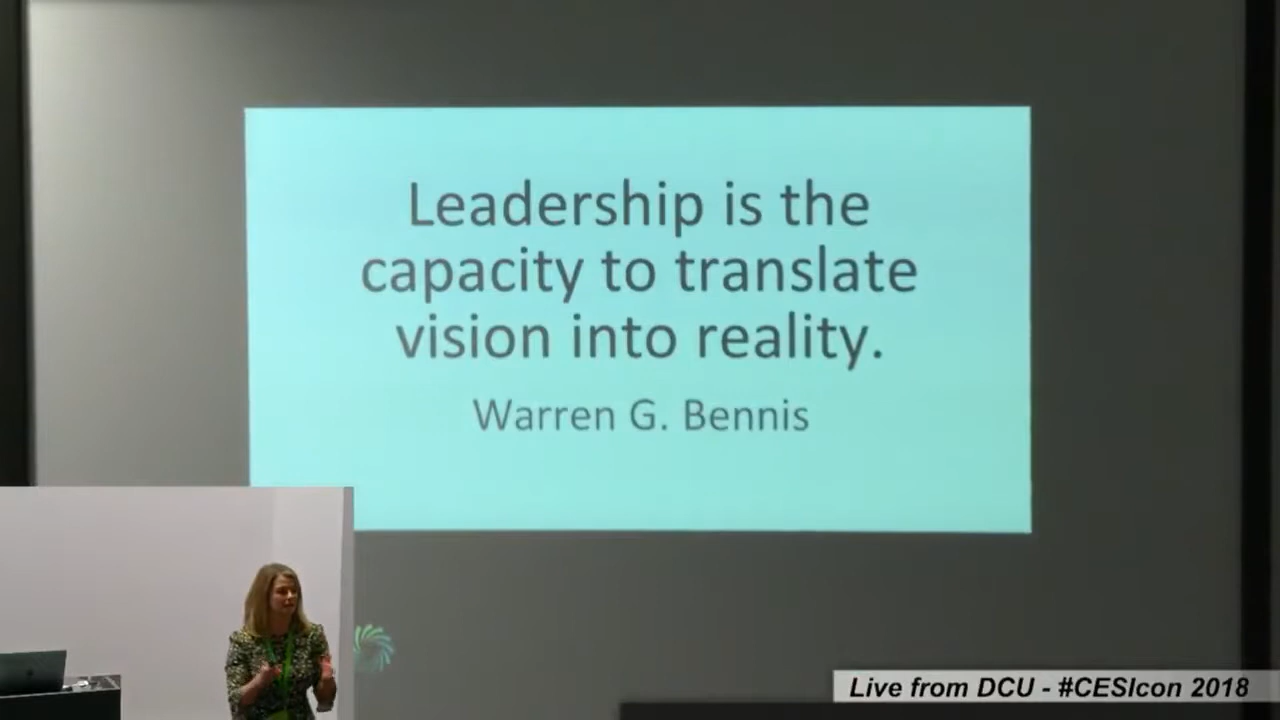 Leadership is the
capacity to translate
vision into reality.
Warren G. Bennis
Live from DCU - #CESIcon 2018